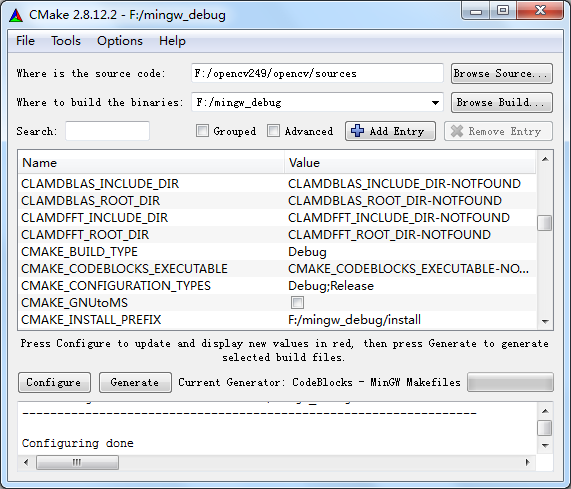 CMake 2.8.12.2 - F:/mingw_debug
File Tools Options Help
Where is the source code: F:/opencv249/opencv/sources Browse Source...
Where to build the binaries: F:/mingw_debug Browse Build...
Search: Grouped Advanced Add Entry Remove Entry
Name Value
CLAMDBLAS_INCLUDE_DIR CLAMDBLAS_INCLUDE_DIR-NOTFOUND
CLAMDBLAS_ROOT_DIR CLAMDBLAS_ROOT_DIR-NOTFOUND
CLAMDFFT_INCLUDE_DIR CLAMDFFT_INCLUDE_DIR-NOTFOUND
CLAMDFFT_ROOT_DIR CLAMDFFT_ROOT_DIR-NOTFOUND
CMAKE_BUILD_TYPE Debug
CMAKE_CODEBLOCKS_EXECUTABLE CMAKE_CODEBLOCKS_EXECUTABLE-NO...
CMAKE_CONFIGURATION_TYPES Debug;Release
CMAKE_GNUtoMS
CMAKE_INSTALL_PREFIX F:/mingw_debug/install
Press Configure to update and display new values in red, then press Generate to generate
selected build files.
Configure Generate Current Generator: CodeBlocks - MinGW Makefiles
Configuring done